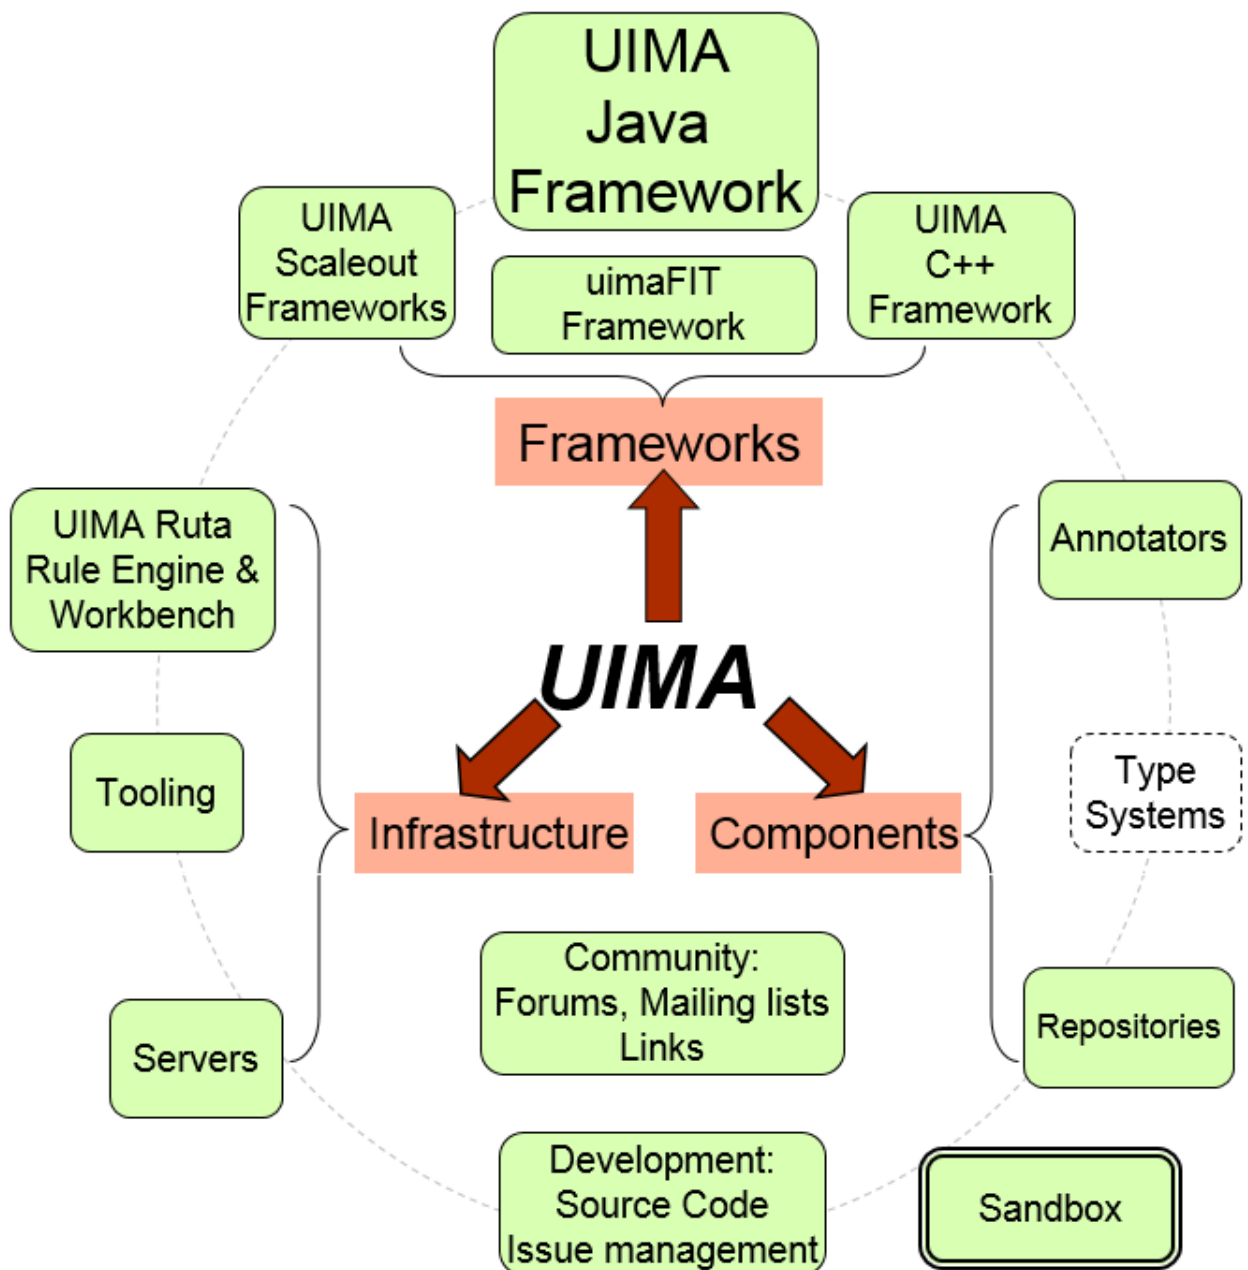 UIMA
Java
Framework
UIMA
Scaleout
Frameworks
uimaFIT
Framework
UIMA
C++
Framework
Frameworks
UIMA Ruta
Rule Engine &
Workbench
Annotators
UIMA
Tooling
Type
Systems
Infrastructure
Components
Community:
Forums, Mailing lists
Links
Servers
Repositories
Development:
Source Code
Issue management
Sandbox